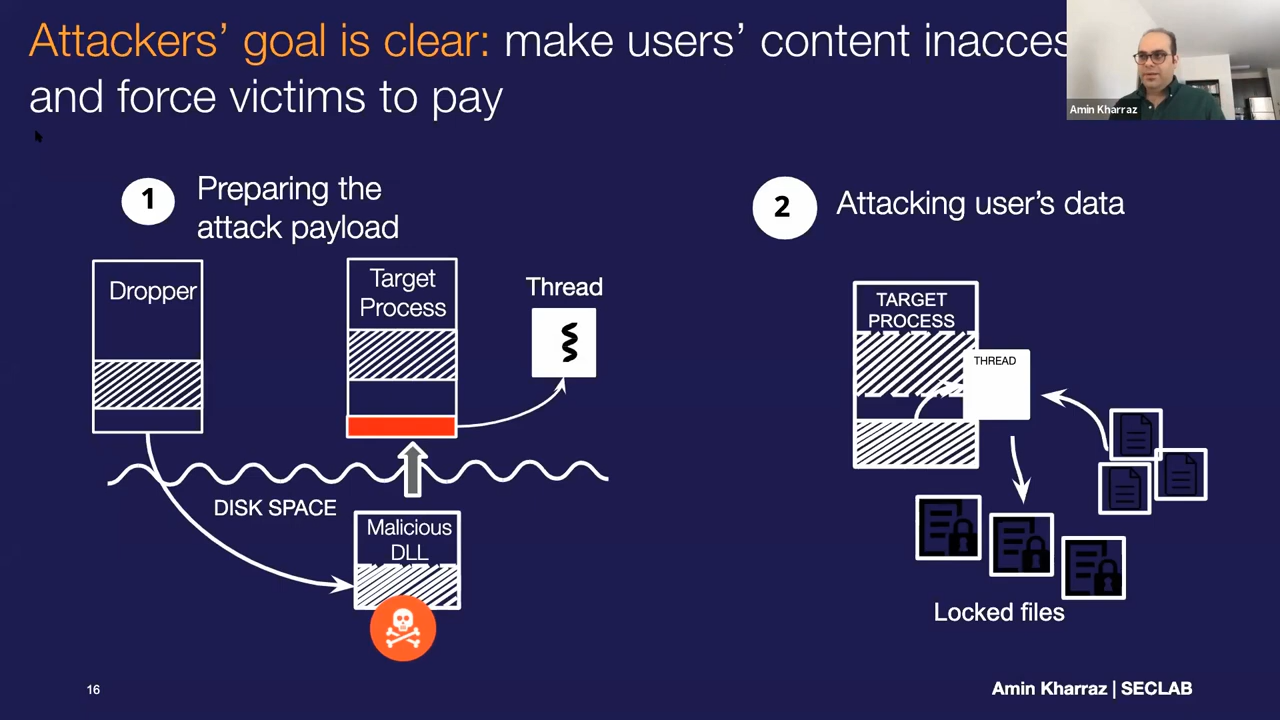 Attackers’ goal is clear: make users’ content inacces
and force victims to pay
Amin Kharraz
1
Preparing the
attack payload
2
Attacking user’s data
Dropper
Target
Process
Thread
DISK SPACE
Malicious
DLL
TARGET
PROCESS
THREAD
Locked files
16
Amin Kharraz | SECLAB